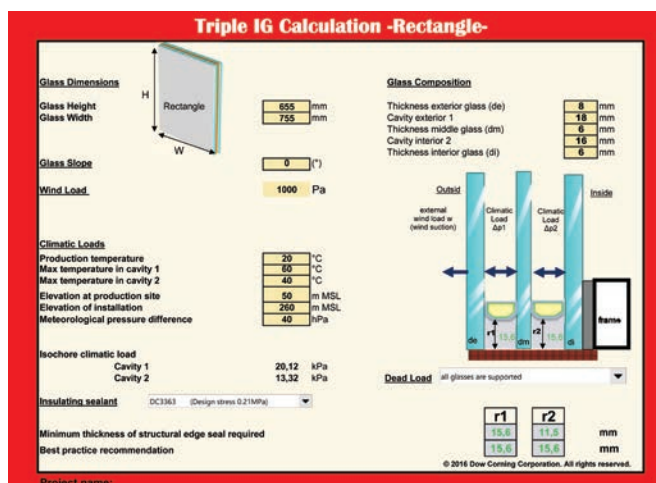 Triple IG Calculation -Rectangle-
Glass Dimensions
H
Rectangle
W
Glass Height 655 mm
Glass Width 755 mm
Glass Slope 0 (°)
Wind Load 1000 Pa
Climatic Loads
Production temperature 20 °C
Max temperature in cavity 1 60 °C
Max temperature in cavity 2 40 °C
Elevation at production site 50 m MSL
Elevation of installation 260 m MSL
Meteorological pressure difference 40 hPa
Isochore climatic load
Cavity 1 20,12 kPa
Cavity 2 13,32 kPa
Insulating sealant DC3363 (Design stress 0.21MPa)
Minimum thickness of structural edge seal required
Best practice recommendation
Glass Composition
Thickness exterior glass (de) 8 mm
Cavity exterior 1 18 mm
Thickness middle glass (dm) 6 mm
Cavity interior 2 16 mm
Thickness interior glass (di) 6 mm
Outsid
Inside
external wind load w (wind suction)
Climatic Load Δp1
Climatic Load Δp2
r1 15,6
r2 15,6
frame
de dm di
Dead Load all glasses are supported
r1 r2
15,6 11,5 mm
15,6 15,6 mm
© 2016 Dow Corning Corporation. All rights reserved.
Project name: